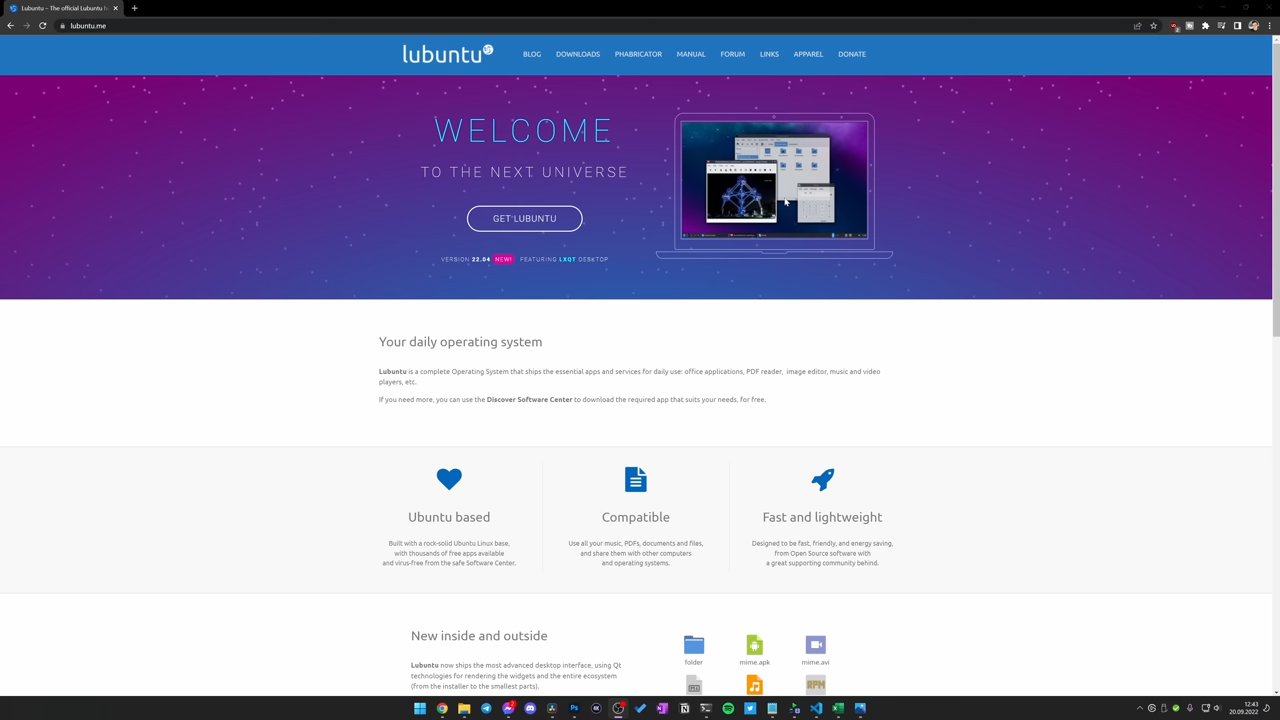 Lubuntu – The official Lubuntu h
lubuntu.me
lubuntu
BLOG DOWNLOADS PHABRICATOR MANUAL FORUM LINKS APPAREL DONATE
WELCOME
TO THE NEXT UNIVERSE
GET LUBUNTU
VERSION 22.04 NEW! FEATURING LXQT DESKTOP
Your daily operating system
Lubuntu is a complete Operating System that ships the essential apps and services for daily use: office applications, PDF reader, image editor, music and video
players, etc.
If you need more, you can use the Discover Software Center to download the required app that suits your needs, for free.
Ubuntu based
Built with a rock-solid Ubuntu Linux base,
with thousands of free apps available
and virus-free from the safe Software Center.
Compatible
Use all your music, PDFs, documents and files,
and share them with other computers
and operating systems.
Fast and lightweight
Designed to be fast, friendly, and energy saving,
from Open Source software with
a great supporting community behind.
New inside and outside
Lubuntu now ships the most advanced desktop interface, using Qt
technologies for rendering the widgets and the entire ecosystem
(from the installer to the smallest parts).
folder mime.apk mime.avi
RPM
12:43
20.09.2022